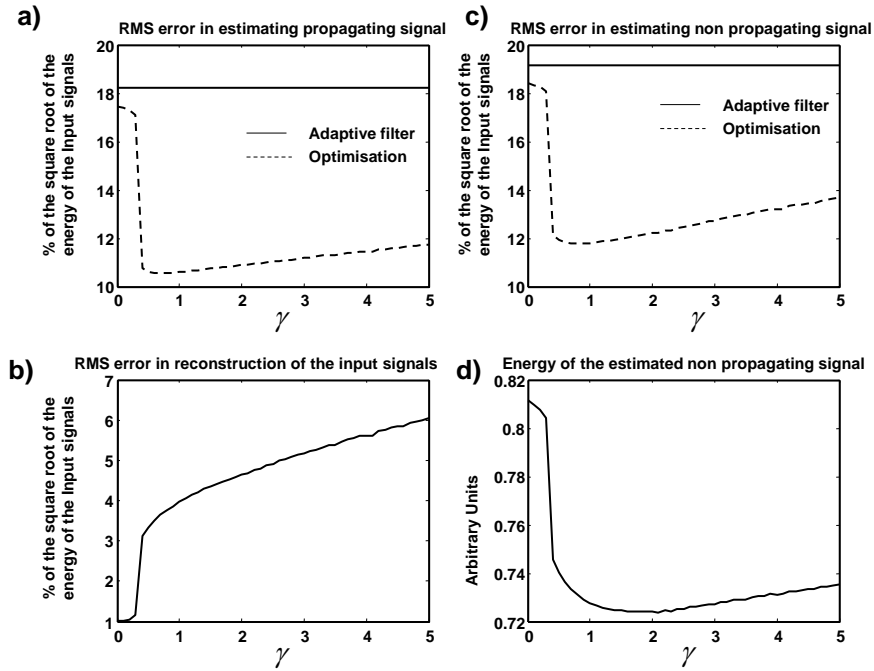 a)
RMS error in estimating propagating signal
% of the square root of the
energy of the Input signals
20
18
16
14
12
10
Adaptive filter
Optimisation
0 1 2 3 4 5
γ
c)
RMS error in estimating non propagating signal
% of the square root of the
energy of the Input signals
20
18
16
14
12
10
Adaptive filter
Optimisation
0 1 2 3 4 5
γ
b)
RMS error in reconstruction of the input signals
% of the square root of the
energy of the Input signals
7
6
5
4
3
2
1
0 1 2 3 4 5
γ
d)
Energy of the estimated non propagating signal
Arbitrary Units
0.82
0.8
0.78
0.76
0.74
0.72
0 1 2 3 4 5
γ